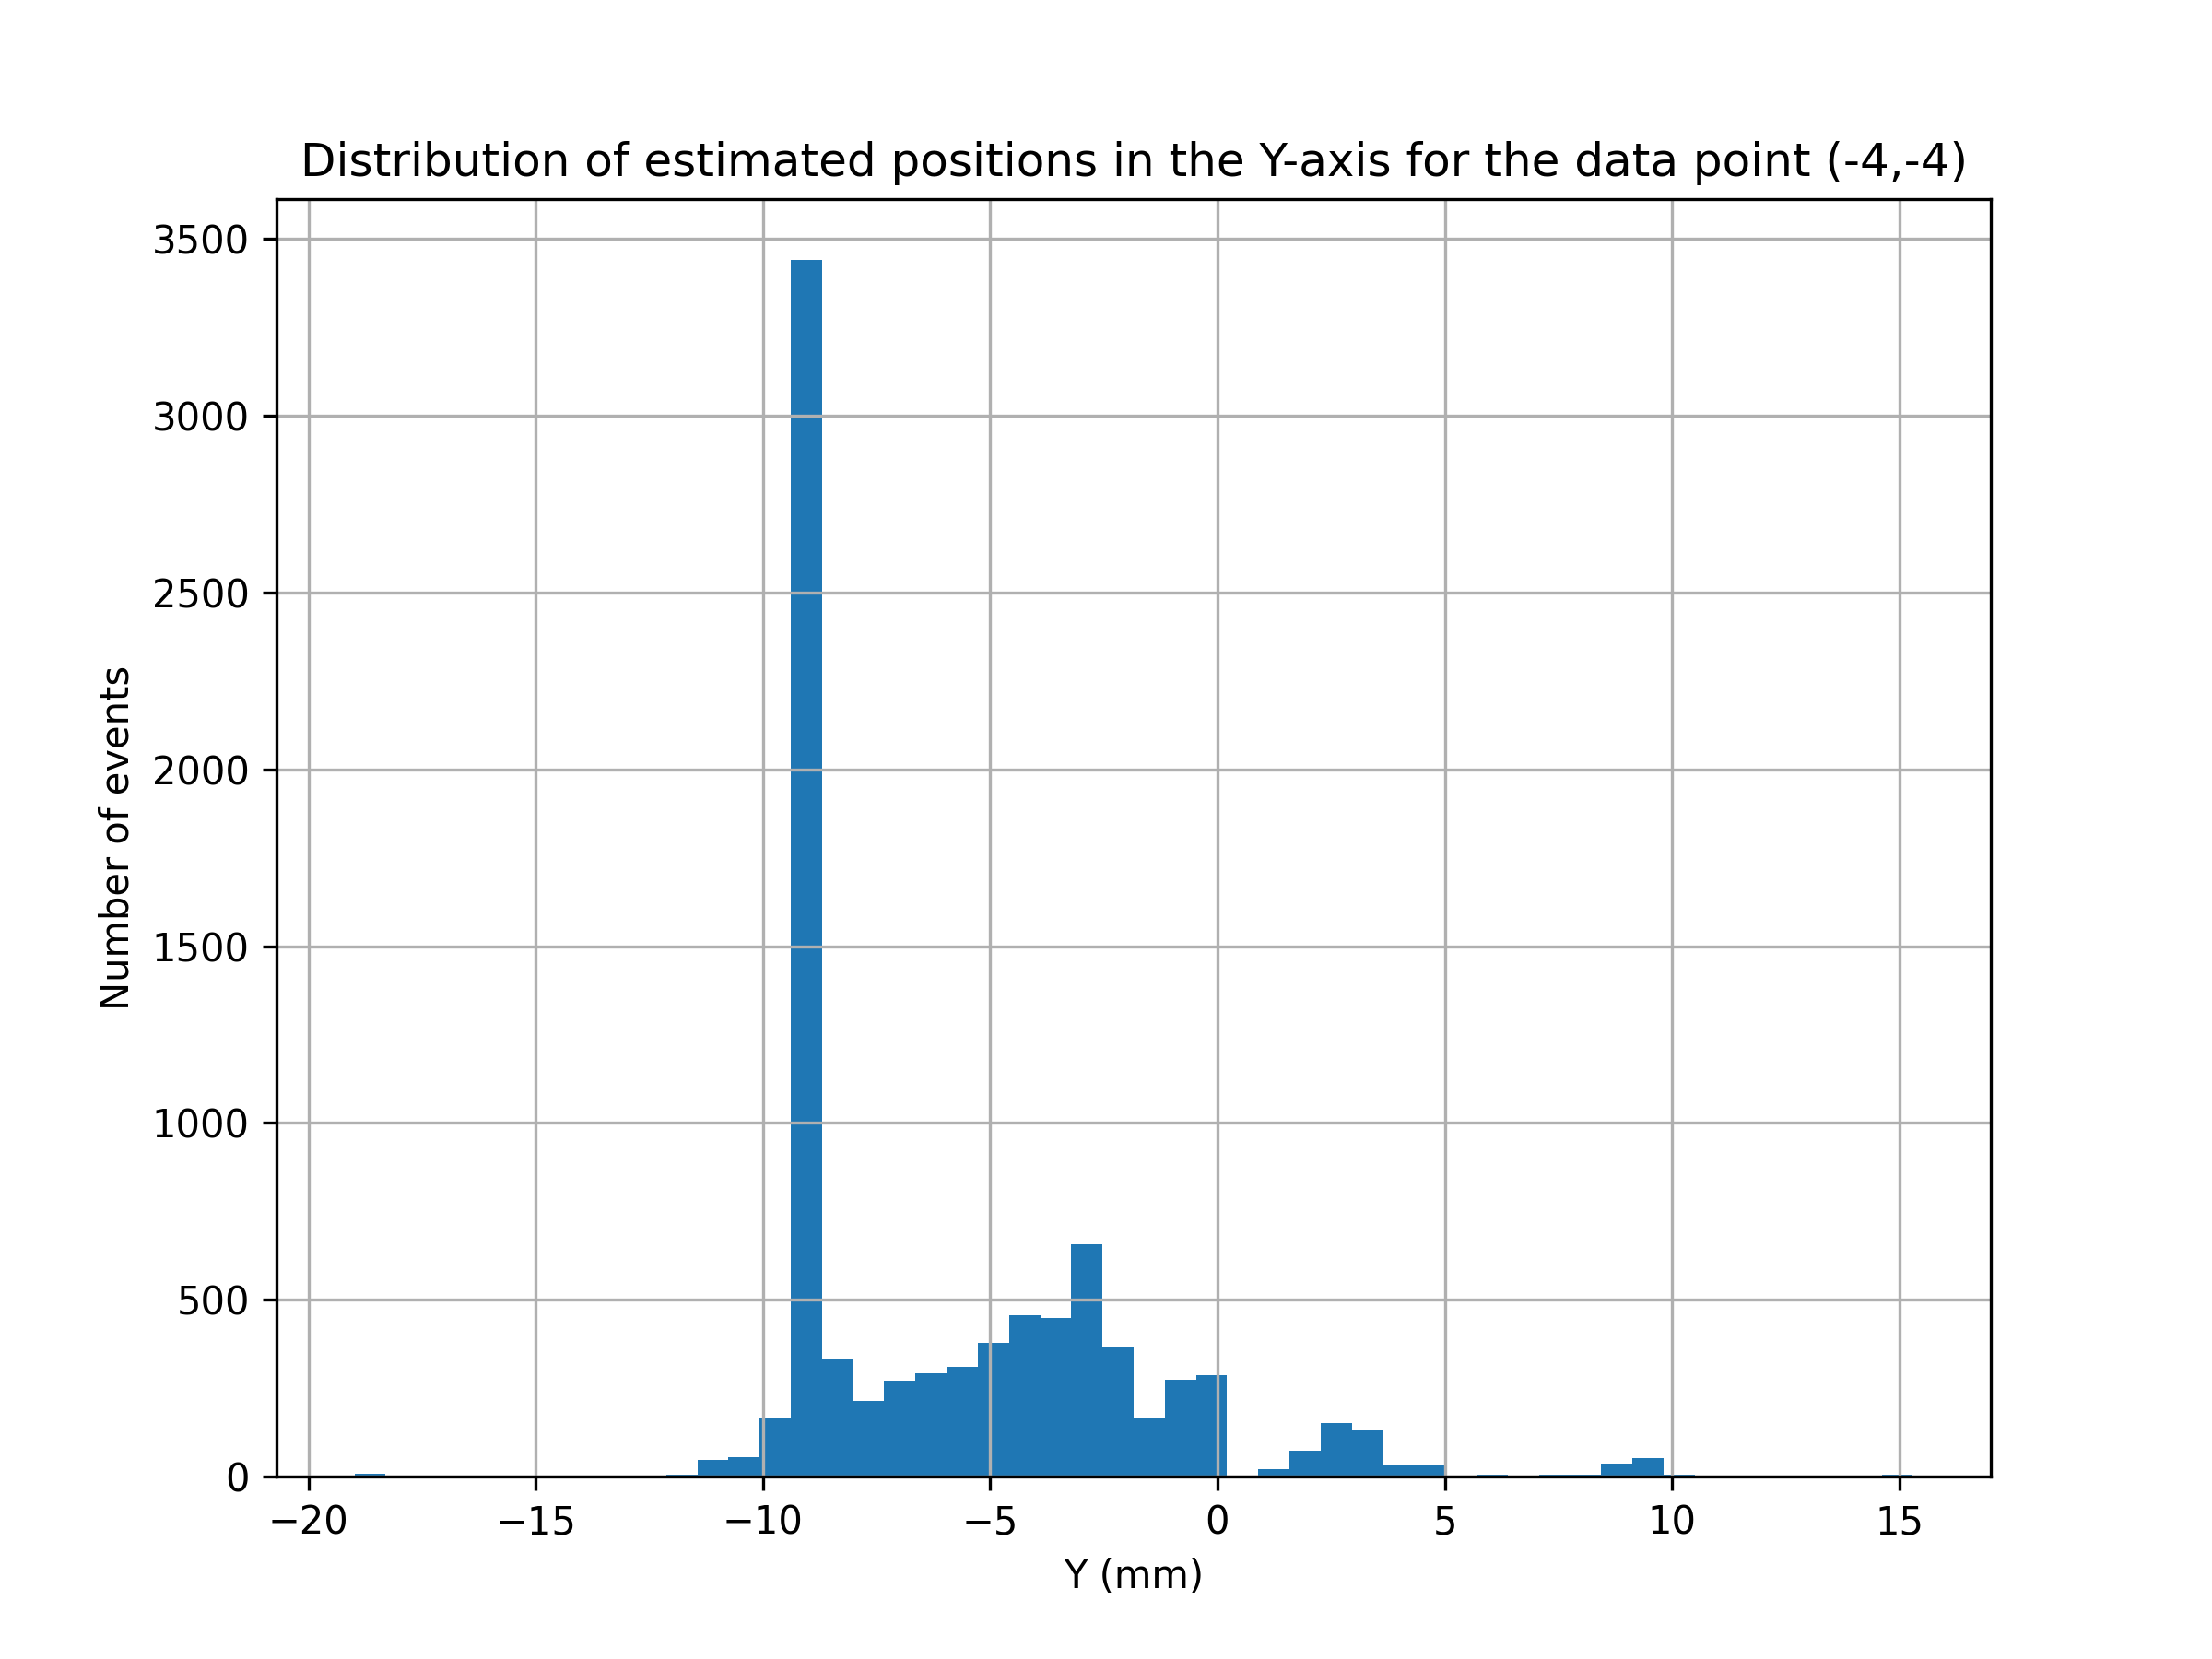 Distribution of estimated positions in the Y-axis for the data point (-4,-4)
3500
3000
2500
2000
1500
1000
500
0
Number of events
−20 −15 −10 −5 0 5 10 15
Y (mm)